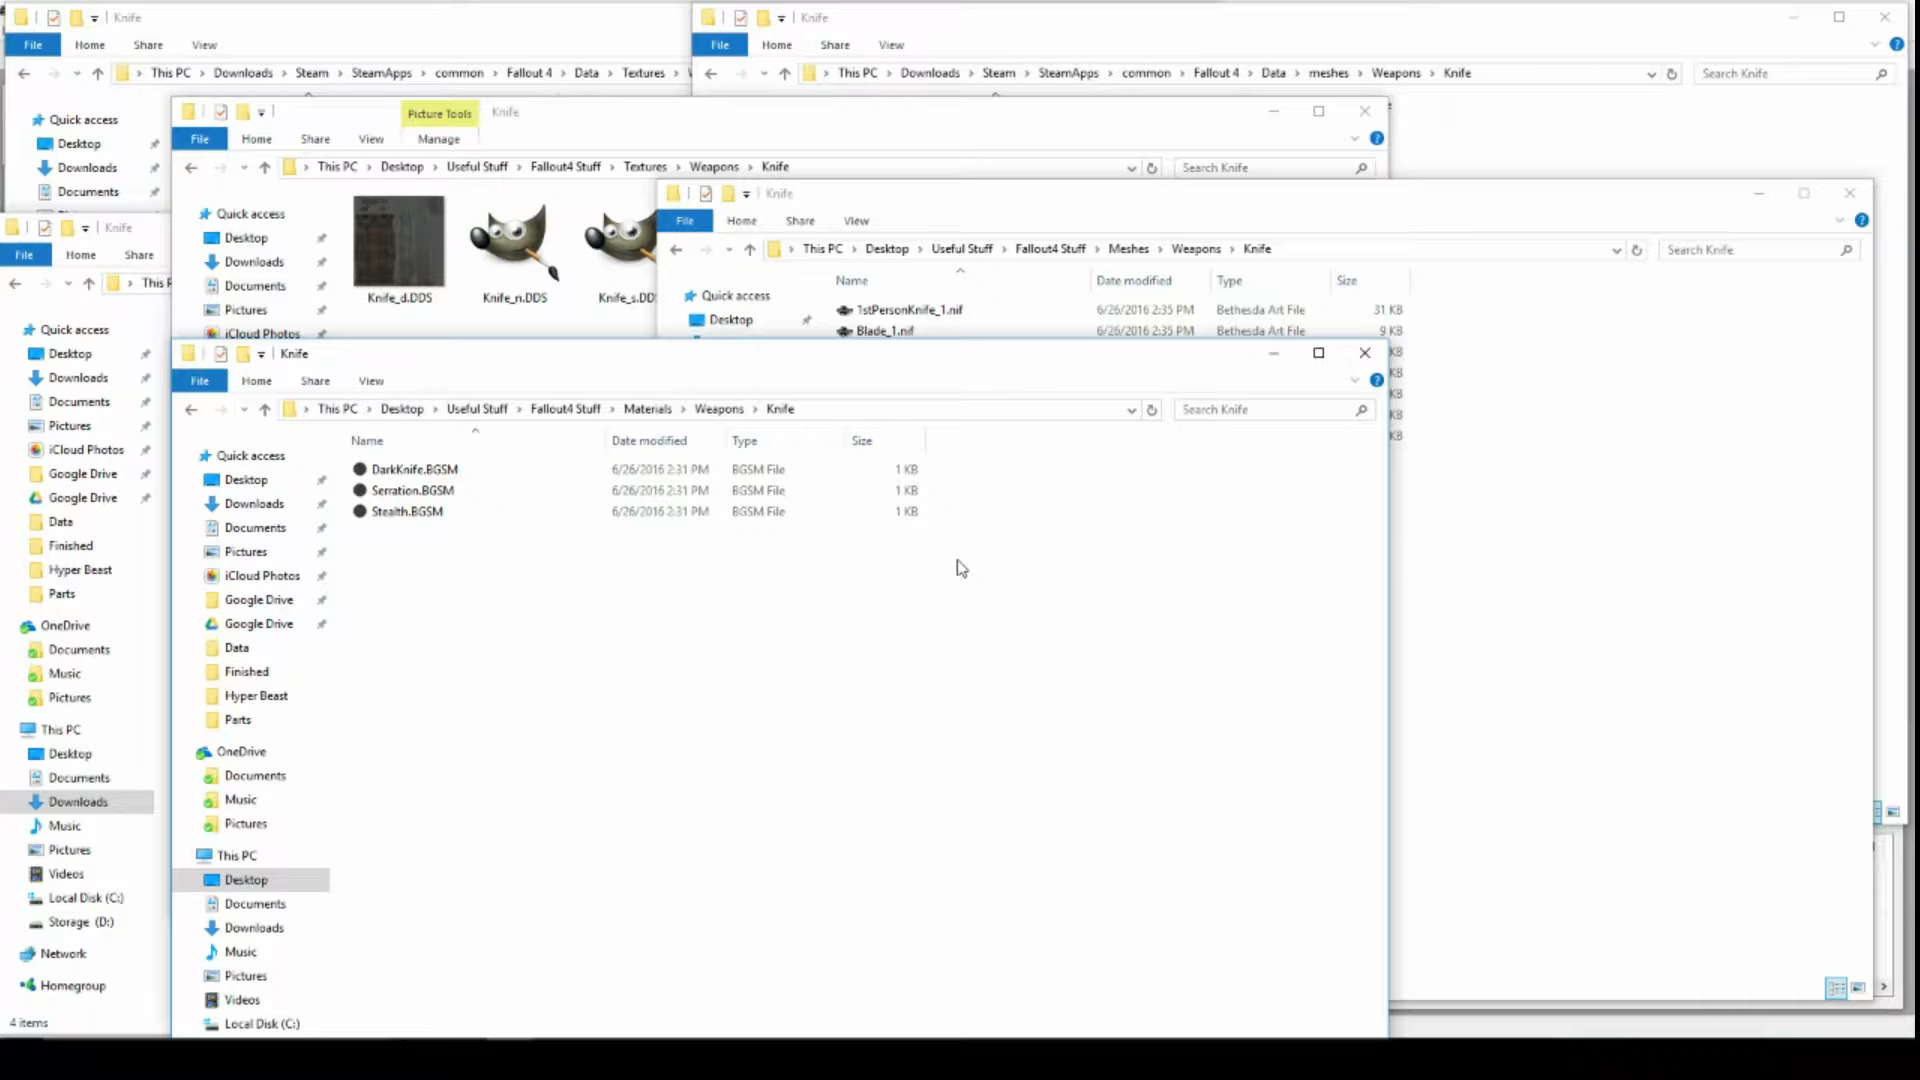 Knife
File Home Share View
This PC Downloads Steam SteamApps common Fallout 4 Data Textures
Quick access
Desktop
Downloads
Documents
Knife
File Home Share View
This PC Downloads Steam SteamApps common Fallout 4 Data meshes Weapons Knife
Search Knife
Picture Tools
Knife
File Home Share View Manage
This PC Desktop Useful Stuff Fallout4 Stuff Textures Weapons Knife
Search Knife
Quick access
Desktop
Downloads
Documents
Pictures
iCloud Photos
Knife_d.DDS
Knife_n.DDS
Knife_s.DD
Knife
File Home Share View
This PC Desktop Useful Stuff Fallout4 Stuff Meshes Weapons Knife
Search Knife
Quick access
Desktop
Name Date modified Type Size
1stPersonKnife_1.nif 6/26/2016 2:35 PM Bethesda Art File 31 KB
Blade_1.nif 6/26/2016 2:35 PM Bethesda Art File 9 KB
KB
KB
KB
KB
KB
Knife
File Home Share
This P
Quick access
Desktop
Downloads
Documents
Pictures
iCloud Photos
Google Drive
Google Drive
Data
Finished
Hyper Beast
Parts
OneDrive
Documents
Music
Pictures
This PC
Desktop
Documents
Downloads
Music
Pictures
Videos
Local Disk (C:)
Storage (D:)
Network
Homegroup
4 items
Knife
File Home Share View
This PC Desktop Useful Stuff Fallout4 Stuff Materials Weapons Knife
Search Knife
Name Date modified Type Size
DarkKnife.BGSM 6/26/2016 2:31 PM BGSM File 1 KB
Serration.BGSM 6/26/2016 2:31 PM BGSM File 1 KB
Stealth.BGSM 6/26/2016 2:31 PM BGSM File 1 KB
Quick access
Desktop
Downloads
Documents
Pictures
iCloud Photos
Google Drive
Google Drive
Data
Finished
Hyper Beast
Parts
OneDrive
Documents
Music
Pictures
This PC
Desktop
Documents
Downloads
Music
Pictures
Videos
Local Disk (C:)